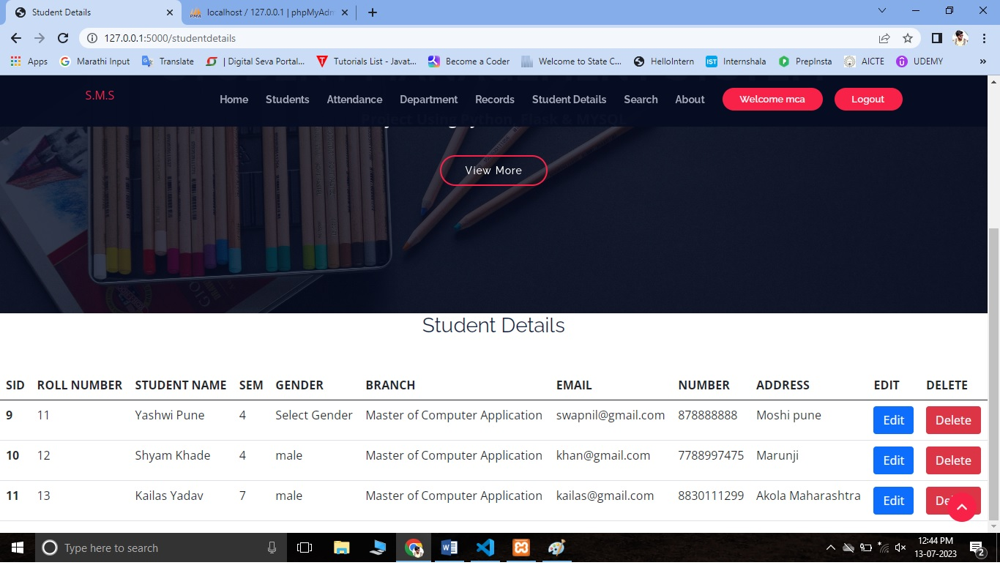 Student Details
localhost / 127.0.0.1 | phpMyAdm
127.0.0.1:5000/studentdetails
Apps Marathi Input Translate | Digital Seva Portal... Tutorials List - Javat... Become a Coder Welcome to State C... HelloIntern Internshala PrepInsta AICTE UDEMY »
S.M.S Home Students Attendance Department Records Student Details Search About Welcome mca Logout
Project Using Python, Flask & MYSQL
View More
Student Details
SID ROLL NUMBER STUDENT NAME SEM GENDER BRANCH EMAIL NUMBER ADDRESS EDIT DELETE
9 11 Yashwi Pune 4 Select Gender Master of Computer Application swapnil@gmail.com 878888888 Moshi pune Edit Delete
10 12 Shyam Khade 4 male Master of Computer Application khan@gmail.com 7788997475 Marunji Edit Delete
11 13 Kailas Yadav 7 male Master of Computer Application kailas@gmail.com 8830111299 Akola Maharashtra Edit De
Type here to search
12:44 PM
13-07-2023
2